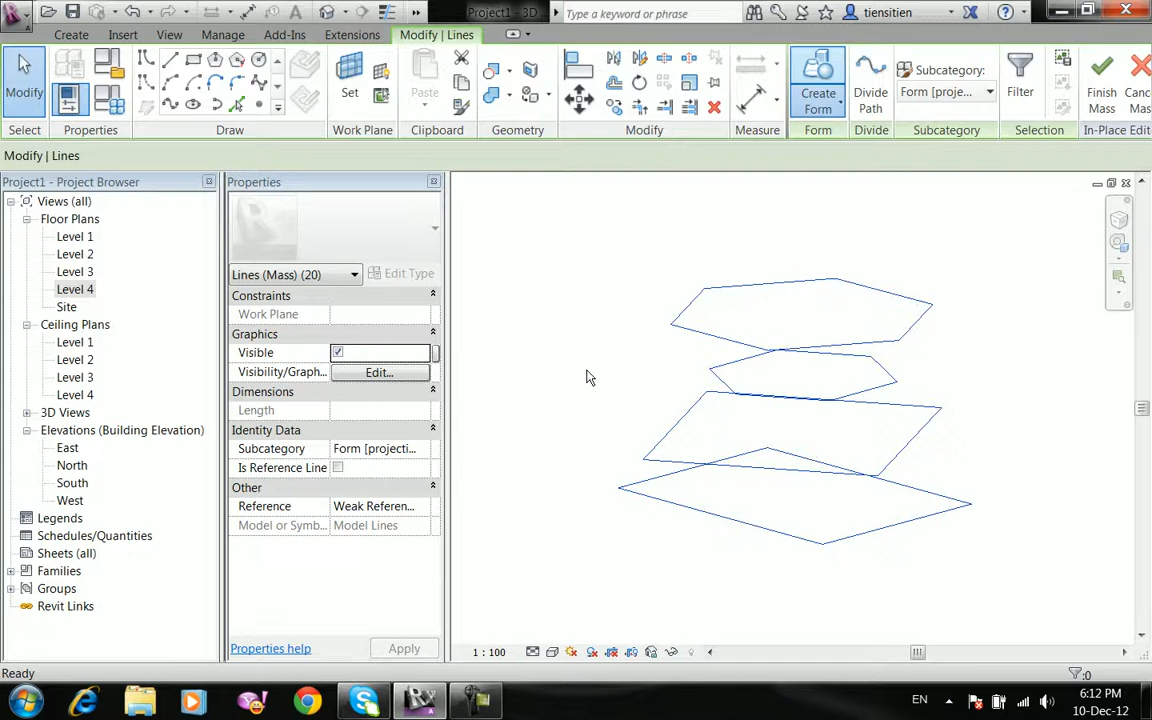 Project1 - 3D
Type a keyword or phrase
tiensitien
Create Insert View Manage Add-Ins Extensions Modify | Lines
Modify
Set
Paste
Create Form
Divide Path
Subcategory:
Form [proje...
Filter
Finish Mass
Select Properties Draw Work Plane Clipboard Geometry Modify Measure Form Divide Subcategory Selection In-Place Edit
Modify | Lines
Project1 - Project Browser
Views (all)
Floor Plans
Level 1
Level 2
Level 3
Level 4
Site
Ceiling Plans
Level 1
Level 2
Level 3
Level 4
3D Views
Elevations (Building Elevation)
East
North
South
West
Legends
Schedules/Quantities
Sheets (all)
Families
Groups
Revit Links
Properties
Lines (Mass) (20)
Edit Type
Constraints
Work Plane
Graphics
Visible
Visibility/Graph...
Edit...
Dimensions
Length
Identity Data
Subcategory
Form [projecti...
Is Reference Line
Other
Reference
Weak Referen...
Model or Symb...
Model Lines
Properties help
Apply
1 : 100
Ready
:0
EN
6:12 PM
10-Dec-12